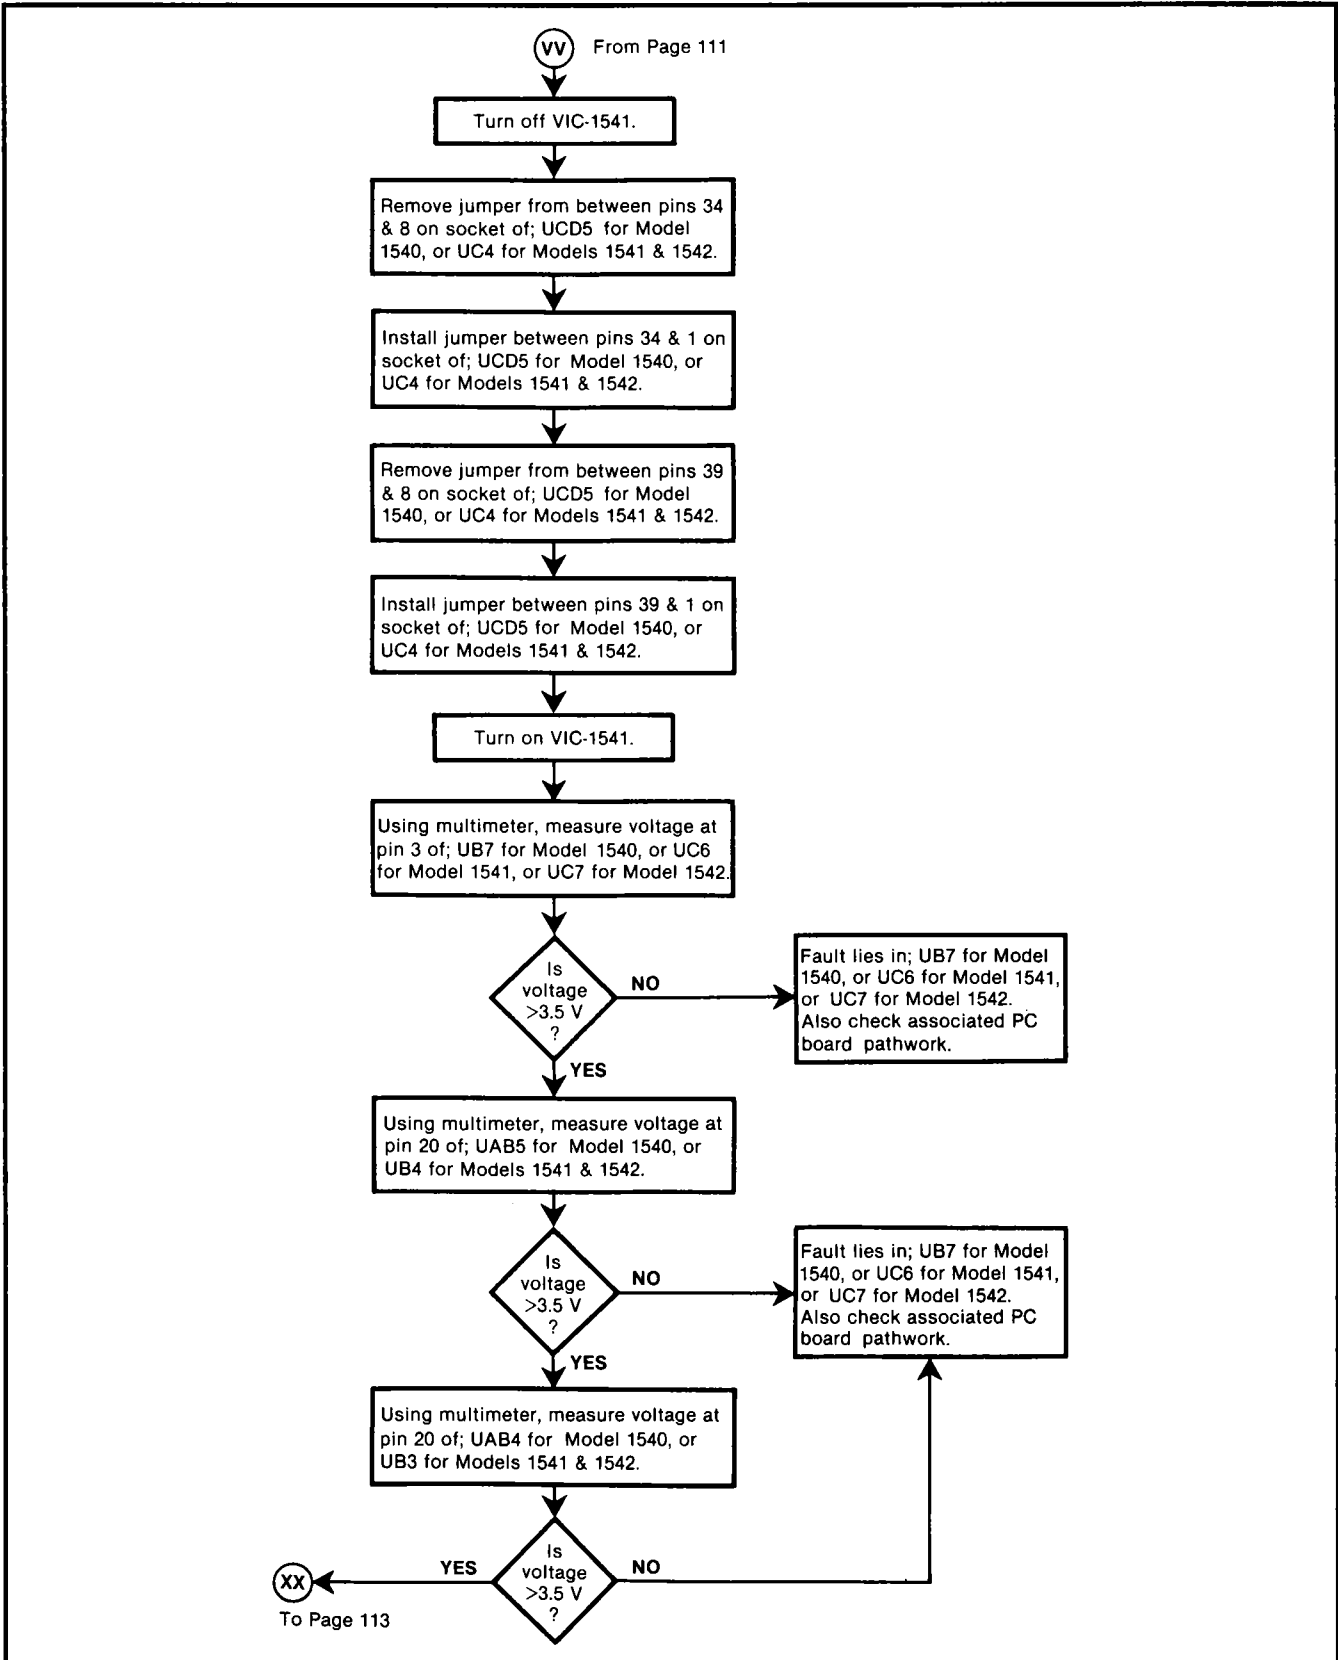 VV From Page 111
Turn off VIC-1541.
Remove jumper from between pins 34
& 8 on socket of; UCD5 for Model
1540, or UC4 for Models 1541 & 1542.
Install jumper between pins 34 & 1 on
socket of; UCD5 for Model 1540, or
UC4 for Models 1541 & 1542.
Remove jumper from between pins 39
& 8 on socket of; UCD5 for Model
1540, or UC4 for Models 1541 & 1542.
Install jumper between pins 39 & 1 on
socket of; UCD5 for Model 1540, or
UC4 for Models 1541 & 1542.
Turn on VIC-1541.
Using multimeter, measure voltage at
pin 3 of; UB7 for Model 1540, or UC6
for Model 1541, or UC7 for Model 1542.
Is
voltage
>3.5 V
?
NO
Fault lies in; UB7 for Model
1540, or UC6 for Model 1541,
or UC7 for Model 1542.
Also check associated PC
board pathwork.
YES
Using multimeter, measure voltage at
pin 20 of; UAB5 for Model 1540, or
UB4 for Models 1541 & 1542.
Is
voltage
>3.5 V
?
NO
Fault lies in; UB7 for Model
1540, or UC6 for Model 1541,
or UC7 for Model 1542.
Also check associated PC
board pathwork.
YES
Using multimeter, measure voltage at
pin 20 of; UAB4 for Model 1540, or
UB3 for Models 1541 & 1542.
Is
voltage
>3.5 V
?
YES
NO
XX
To Page 113